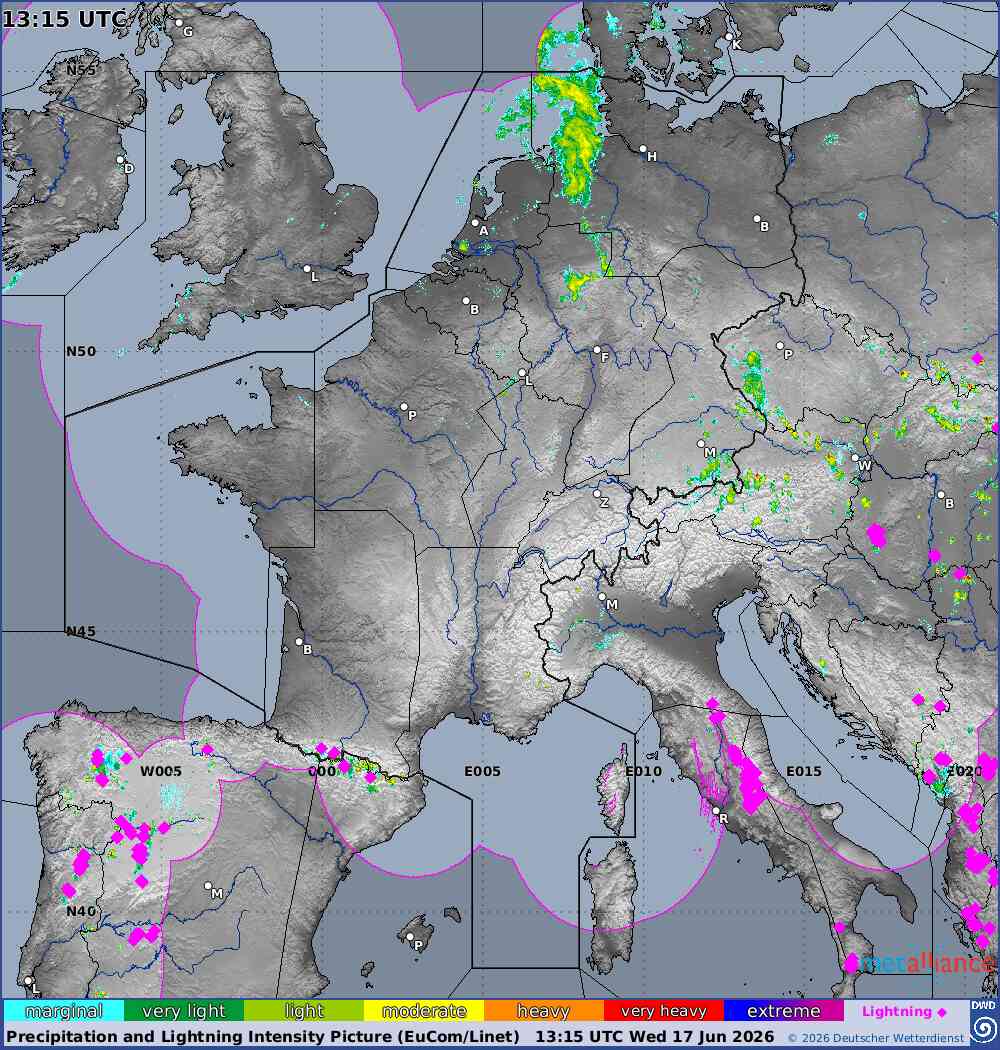 13:15 UTC
G
K
N55
D
H
A
B
B
L
N50
P
F
L
P
M
W
Z
B
M
N45
B
W005
000
E005
E010
E015
E020
R
M
N40
P
L
metalliance
marginal very light light moderate heavy very heavy extreme Lightning
DWD
Precipitation and Lightning Intensity Picture (EuCom/Linet) 13:15 UTC Wed 17 Jun 2026 © 2026 Deutscher Wetterdienst